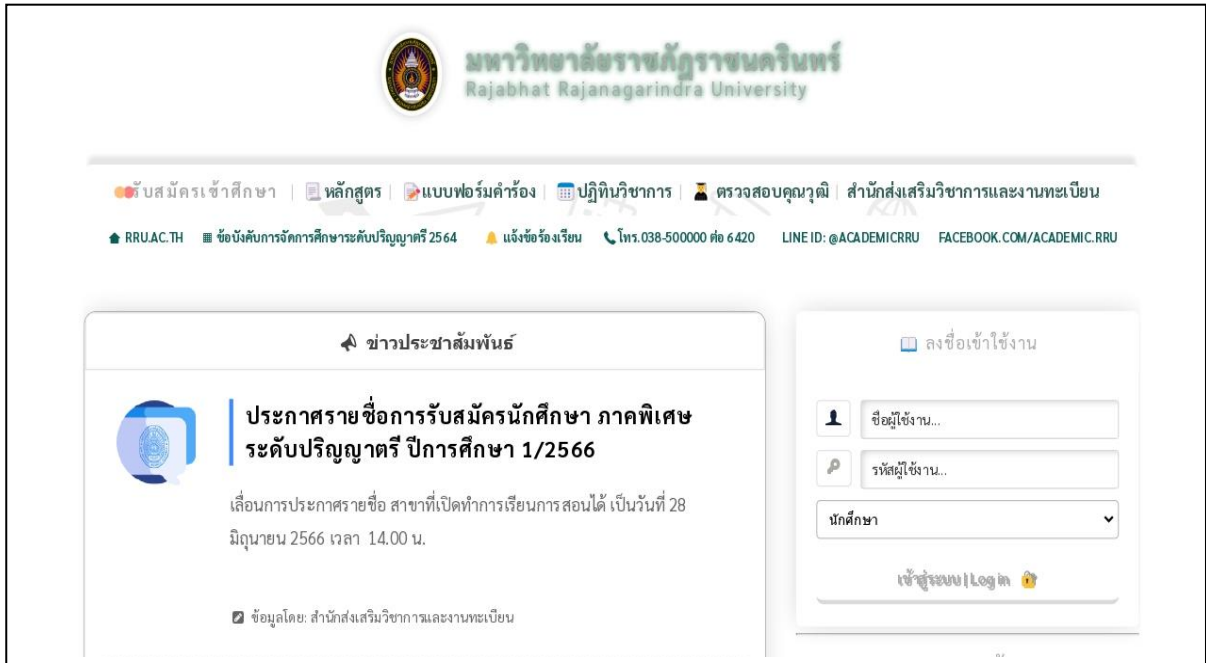 มหาวิทยาลัยราชภัฏราชนครินทร์
Rajabhat Rajanagarindra University
รับสมัครเข้าศึกษา | หลักสูตร | แบบฟอร์มคำร้อง | ปฏิทินวิชาการ | ตรวจสอบคุณวุฒิ | สำนักส่งเสริมวิชาการและงานทะเบียน
RRU.AC.TH ข้อบังคับการจัดการศึกษาระดับปริญญาตรี 2564 แจ้งข้อร้องเรียน โทร.038-500000 ต่อ 6420 LINE ID: @ACADEMICRRU FACEBOOK.COM/ACADEMIC.RRU
ข่าวประชาสัมพันธ์
ประกาศรายชื่อการรับสมัครนักศึกษา ภาคพิเศษ
ระดับปริญญาตรี ปีการศึกษา 1/2566
เลื่อนการประกาศรายชื่อ สาขาที่เปิดทำการเรียนการสอนได้ เป็นวันที่ 28
มิถุนายน 2566 เวลา 14.00 น.
ข้อมูลโดย: สำนักส่งเสริมวิชาการและงานทะเบียน
ลงชื่อเข้าใช้งาน
ชื่อผู้ใช้งาน...
รหัสผู้ใช้งาน...
นักศึกษา
เข้าสู่ระบบ | Log in